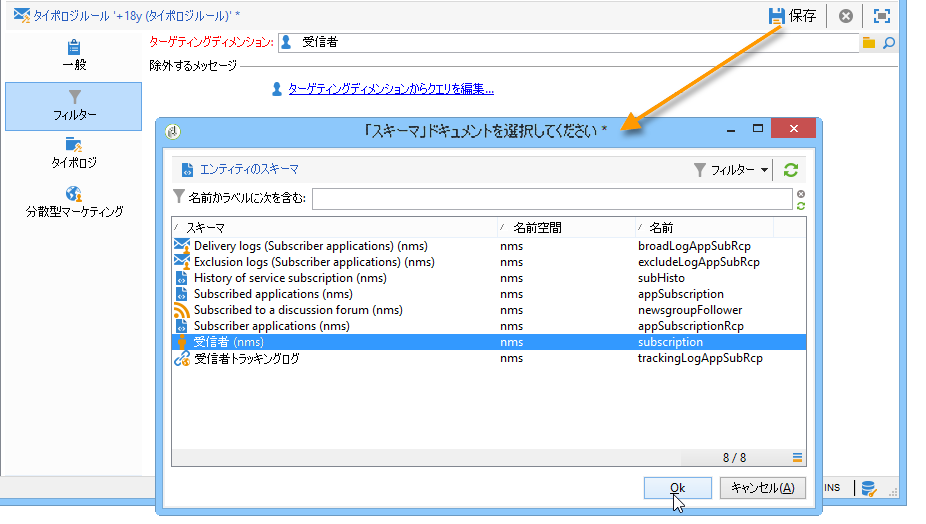 タイポロジルール '+18y (タイポロジルール)' *
保存
一般
フィルター
タイポロジ
分散型マーケティング
ターゲティングディメンション: 受信者
除外するメッセージ
ターゲティングディメンションからクエリを編集...
「スキーマ」ドキュメントを選択してください *
エンティティのスキーマ
フィルター
名前かラベルに次を含む:
スキーマ 名前空間 名前
Delivery logs (Subscriber applications) (nms) nms broadLogAppSubRcp
Exclusion logs (Subscriber applications) (nms) nms excludeLogAppSubRcp
History of service subscription (nms) nms subHisto
Subscribed applications (nms) nms appSubscription
Subscribed to a discussion forum (nms) nms newsgroupFollower
Subscriber applications (nms) nms appSubscriptionRcp
受信者 (nms) nms subscription
受信者トラッキングログ nms trackingLogAppSubRcp
8 / 8
Ok キャンセル(A)
INS